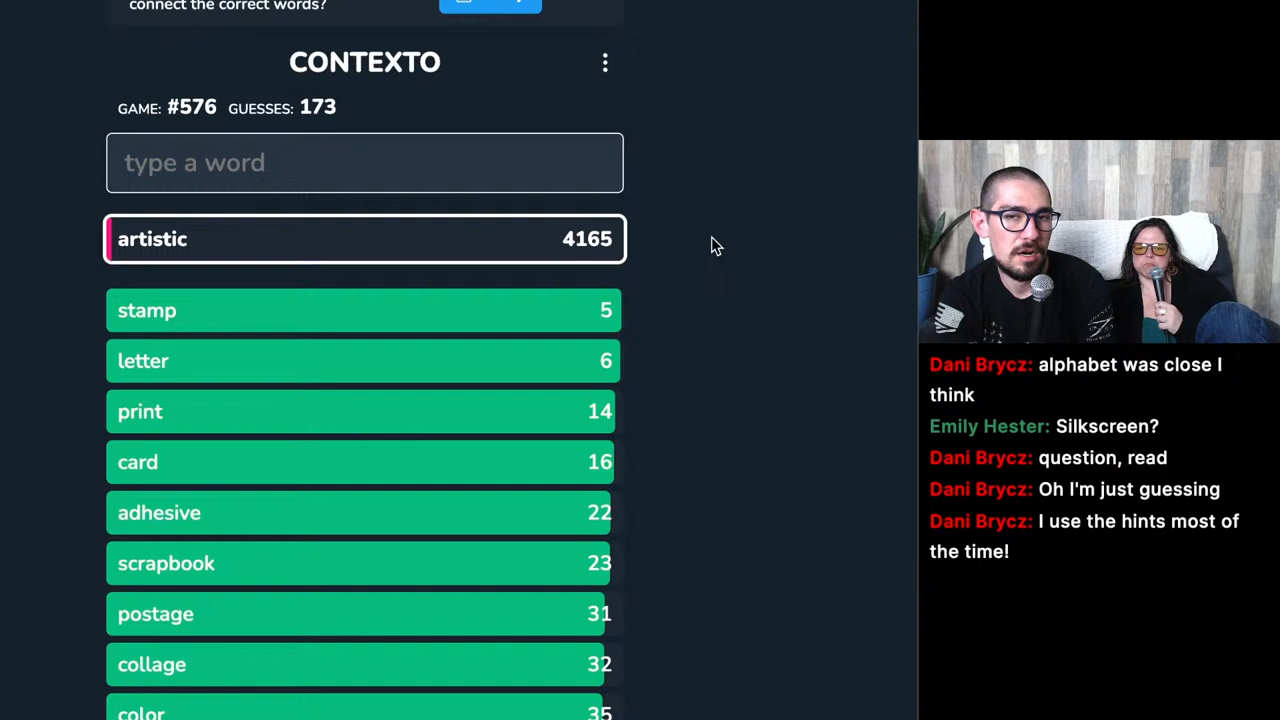 connect the correct words?
CONTEXTO
GAME: #576 GUESSES: 173
type a word
artistic 4165
stamp 5
letter 6
print 14
card 16
adhesive 22
scrapbook 23
postage 31
collage 32
color 35
Dani Brycz: alphabet was close I
think
Emily Hester: Silkscreen?
Dani Brycz: question, read
Dani Brycz: Oh I'm just guessing
Dani Brycz: I use the hints most of
the time!